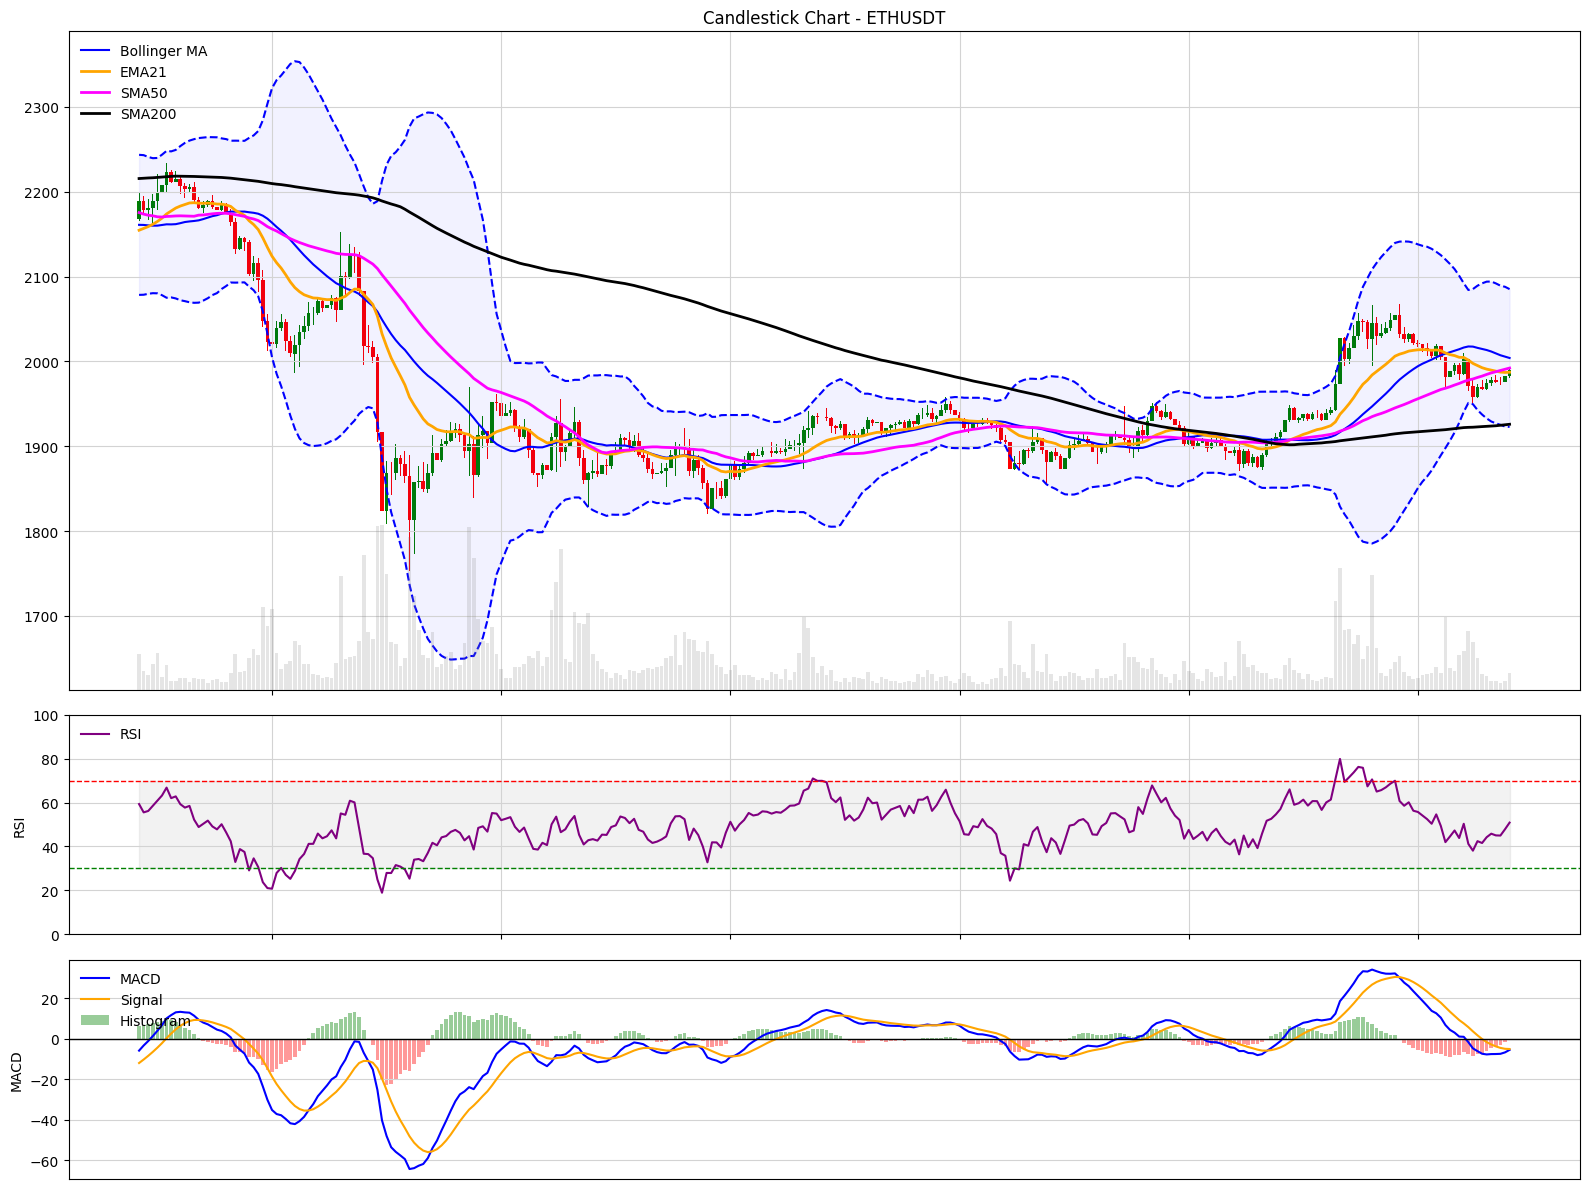 Candlestick Chart - ETHUSDT
Bollinger MA
EMA21
SMA50
SMA200
2300
2200
2100
2000
1900
1800
1700
100
80
60
40
20
0
RSI
RSI
MACD
Signal
Histogram
20
0
−20
−40
−60
MACD